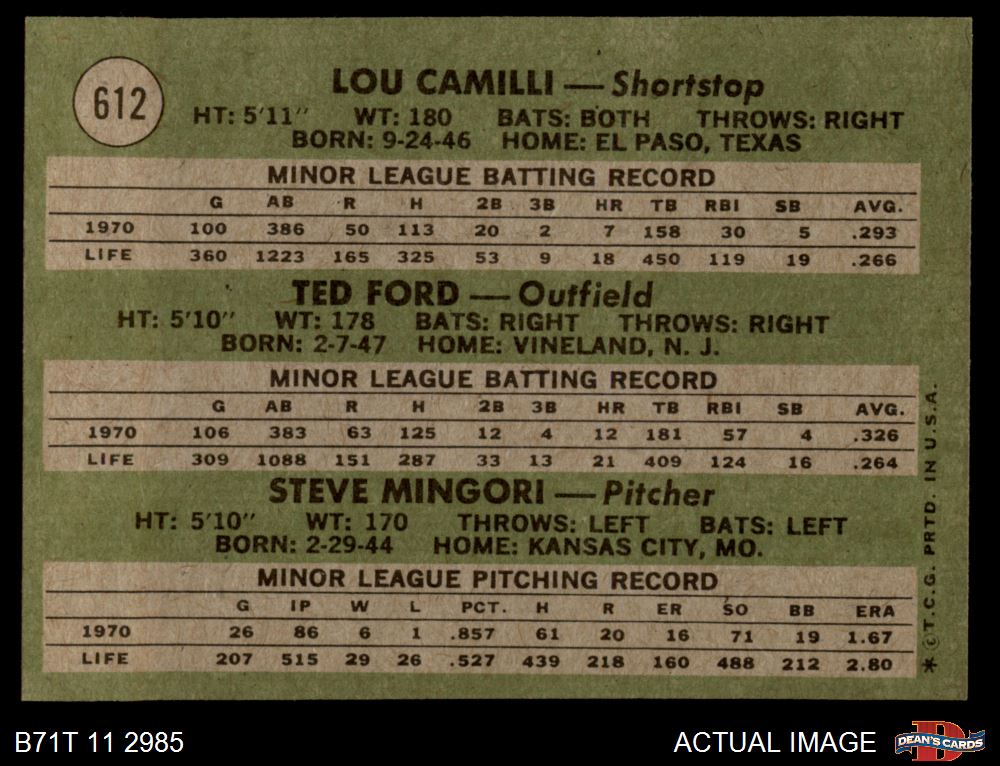 612
LOU CAMILLI — Shortstop
HT: 5'11" WT: 180 BATS: BOTH THROWS: RIGHT
BORN: 9-24-46 HOME: EL PASO, TEXAS
MINOR LEAGUE BATTING RECORD
G AB R H 2B 3B HR TB RBI SB AVG.
1970 100 386 50 113 20 2 7 158 30 5 .293
LIFE 360 1223 165 325 53 9 18 450 119 19 .266
TED FORD — Outfield
HT: 5'10" WT: 178 BATS: RIGHT THROWS: RIGHT
BORN: 2-7-47 HOME: VINELAND, N. J.
MINOR LEAGUE BATTING RECORD
G AB R H 2B 3B HR TB RBI SB AVG.
1970 106 383 63 125 12 4 12 181 57 4 .326
LIFE 309 1088 151 287 33 13 21 409 124 16 .264
STEVE MINGORI — Pitcher
HT: 5'10" WT: 170 THROWS: LEFT BATS: LEFT
BORN: 2-29-44 HOME: KANSAS CITY, MO.
MINOR LEAGUE PITCHING RECORD
G IP W L PCT. H R ER SO BB ERA
1970 26 86 6 1 .857 61 20 16 71 19 1.67
LIFE 207 515 29 26 .527 439 218 160 488 212 2.80
* © T.C.G. PRTD. IN U.S.A.
B71T 11 2985
ACTUAL IMAGE
DEAN'S CARDS